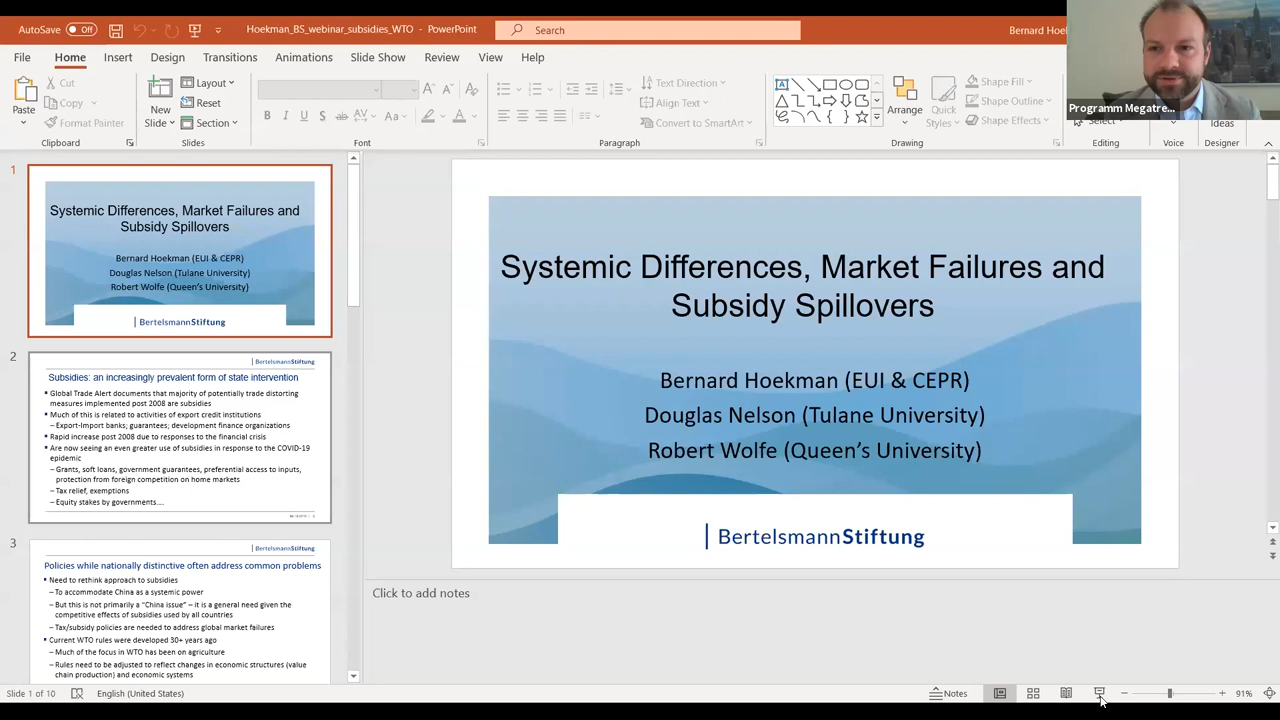 AutoSave Off Hoekman_BS_webinar_subsidies_WTO - PowerPoint Search Bernard Hoe
File Home Insert Design Transitions Animations Slide Show Review View Help
Cut
Copy
Format Painter
Paste
Clipboard
New
Slide
Layout
Reset
Section
Slides
Font
Text Direction
Align Text
Convert to SmartArt
Paragraph
Arrange
Quick
Styles
Shape Fill
Shape Outline
Shape Effects
Drawing
Select
Editing
Voice
Ideas
Designer
Programm Megatre...
1
Systemic Differences, Market Failures and
Subsidy Spillovers
Bernard Hoekman (EUI & CEPR)
Douglas Nelson (Tulane University)
Robert Wolfe (Queen's University)
BertelsmannStiftung
2
BertelsmannStiftung
Subsidies: an increasingly prevalent form of state intervention
Global Trade Alert documents that majority of potentially trade distorting
measures implemented post 2008 are subsidies
Much of this is related to activities of export credit institutions
– Export-Import banks; guarantees; development finance organizations
Rapid increase post 2008 due to responses to the financial crisis
Are now seeing an even greater use of subsidies in response to the COVID-19
epidemic
– Grants, soft loans, government guarantees, preferential access to inputs,
protection from foreign competition on home markets
– Tax relief, exemptions
– Equity stakes by governments....
3
BertelsmannStiftung
Policies while nationally distinctive often address common problems
Need to rethink approach to subsidies
– To accommodate China as a systemic power
– But this is not primarily a “China issue” – it is a general need given the
competitive effects of subsidies used by all countries
– Tax/subsidy policies are needed to address global market failures
Current WTO rules were developed 30+ years ago
– Much of the focus in WTO has been on agriculture
– Rules need to be adjusted to reflect changes in economic structures (value
chain production) and economic systems
Systemic Differences, Market Failures and
Subsidy Spillovers
Bernard Hoekman (EUI & CEPR)
Douglas Nelson (Tulane University)
Robert Wolfe (Queen's University)
BertelsmannStiftung
Click to add notes
Slide 1 of 10 English (United States) Notes 91%